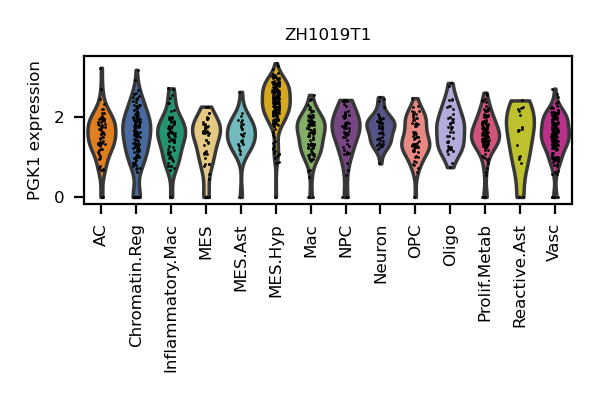 ZH1019T1
PGK1 expression
2
0
AC
Chromatin.Reg
Inflammatory.Mac
MES
MES.Ast
MES.Hyp
Mac
NPC
Neuron
OPC
Oligo
Prolif.Metab
Reactive.Ast
Vasc